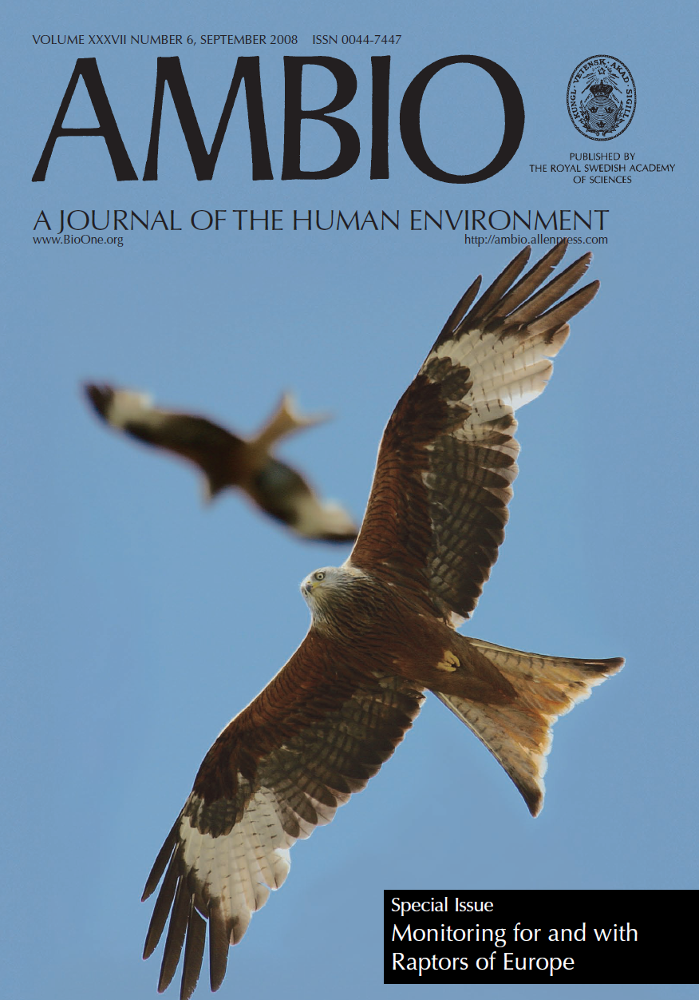 VOLUME XXXVII NUMBER 6, SEPTEMBER 2008 ISSN 0044-7447
AMBIO
KUNGL · VETENSK · AKAD · SIGILL
PUBLISHED BY
THE ROYAL SWEDISH ACADEMY
OF SCIENCES
A JOURNAL OF THE HUMAN ENVIRONMENT
www.BioOne.org http://ambio.allenpress.com
Special Issue
Monitoring for and with
Raptors of Europe